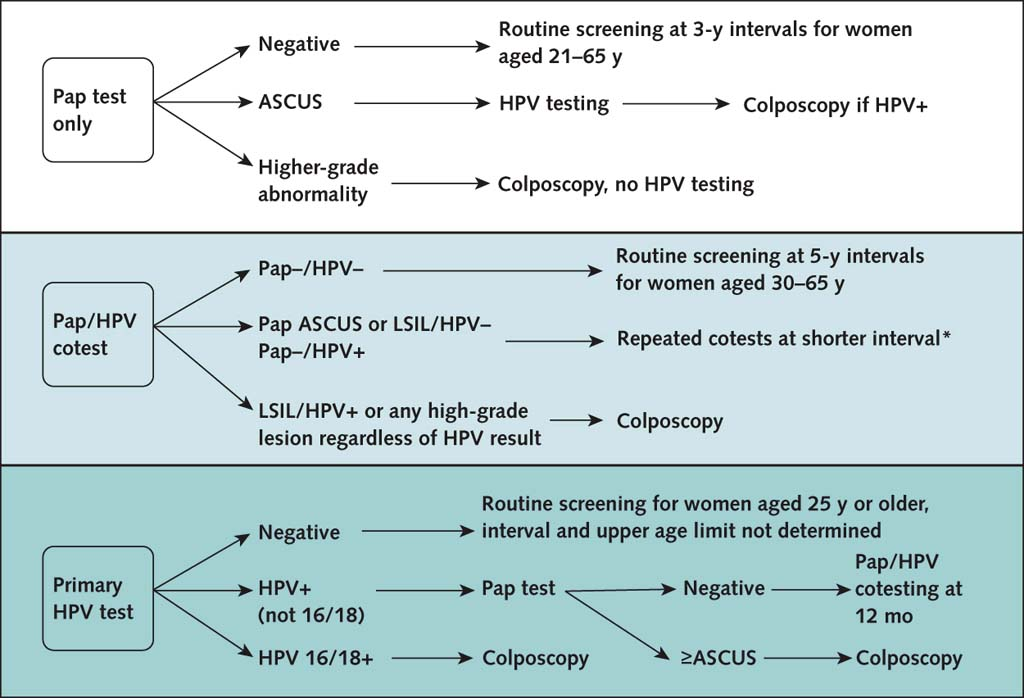 Pap test
only
Negative
Routine screening at 3-y intervals for women
aged 21–65 y
ASCUS
HPV testing
Colposcopy if HPV+
Higher-grade
abnormality
Colposcopy, no HPV testing
Pap/HPV
cotest
Pap–/HPV–
Routine screening at 5-y intervals
for women aged 30–65 y
Pap ASCUS or LSIL/HPV–
Pap–/HPV+
Repeated cotests at shorter interval*
LSIL/HPV+ or any high-grade
lesion regardless of HPV result
Colposcopy
Primary
HPV test
Negative
Routine screening for women aged 25 y or older,
interval and upper age limit not determined
HPV+
(not 16/18)
Pap test
Negative
Pap/HPV
cotesting at
12 mo
HPV 16/18+
Colposcopy
≥ASCUS
Colposcopy